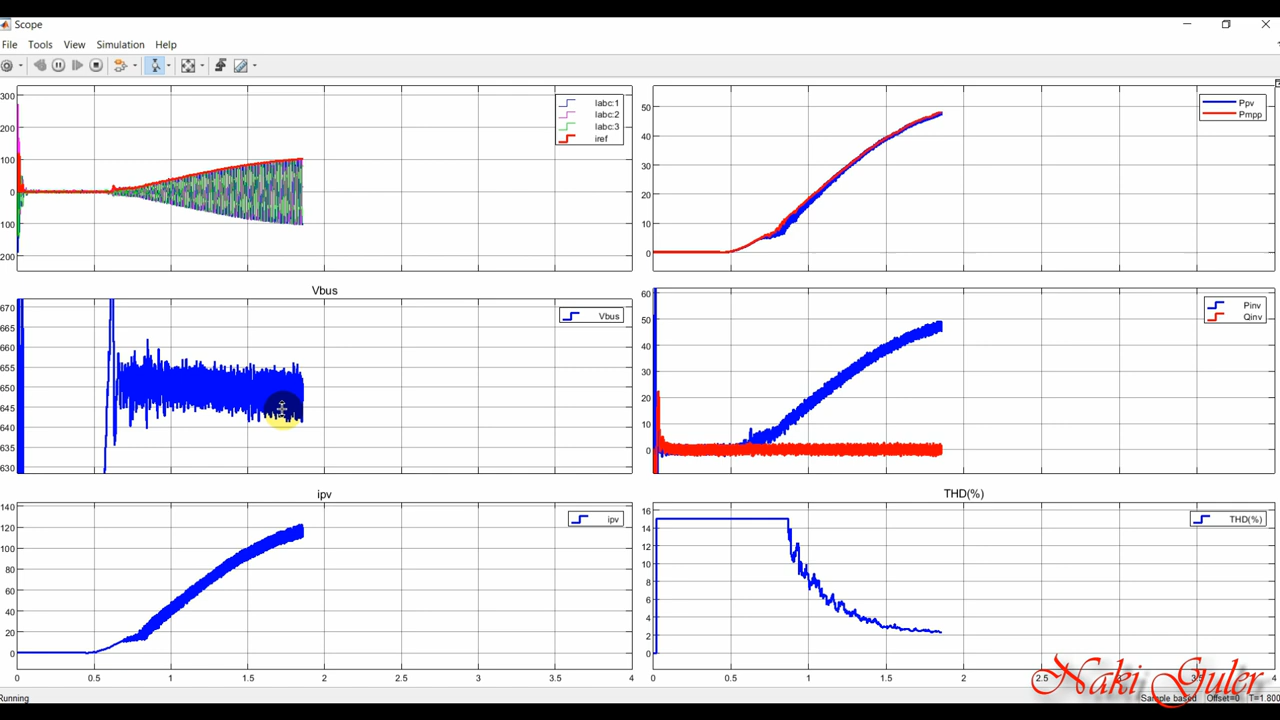 Scope
File Tools View Simulation Help
300
200
100
0
100
200
Iabc:1
Iabc:2
Iabc:3
iref
50
40
30
20
10
0
Ppv
Pmpp
Vbus
670
665
660
655
650
645
640
635
630
Vbus
60
50
40
30
20
10
0
Pinv
Qinv
ipv
140
120
100
80
60
40
20
0
ipv
0 0.5 1 1.5 2 2.5 3 3.5 4
THD(%)
16
14
12
10
8
6
4
2
0
THD(%)
0 0.5 1 1.5 2 2.5 3 3.5 4
Naki Guler
Running
Sample based Offset=0 T=1.800